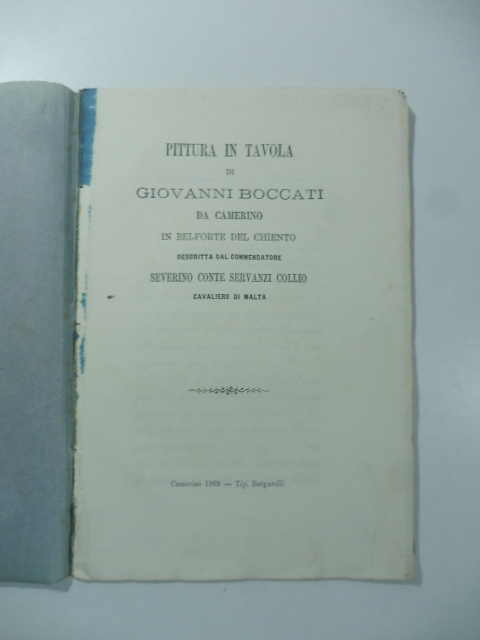 PITTURA IN TAVOLA
DI
GIOVANNI BOCCATI
DA CAMERINO
IN BELFORTE DEL CHIENTO
DESCRITTA DAL COMMENDATORE
SEVERINO CONTE SERVANZI COLLIO
CAVALIERE DI MALTA
Camerino 1869 — Tip. Borgarelli